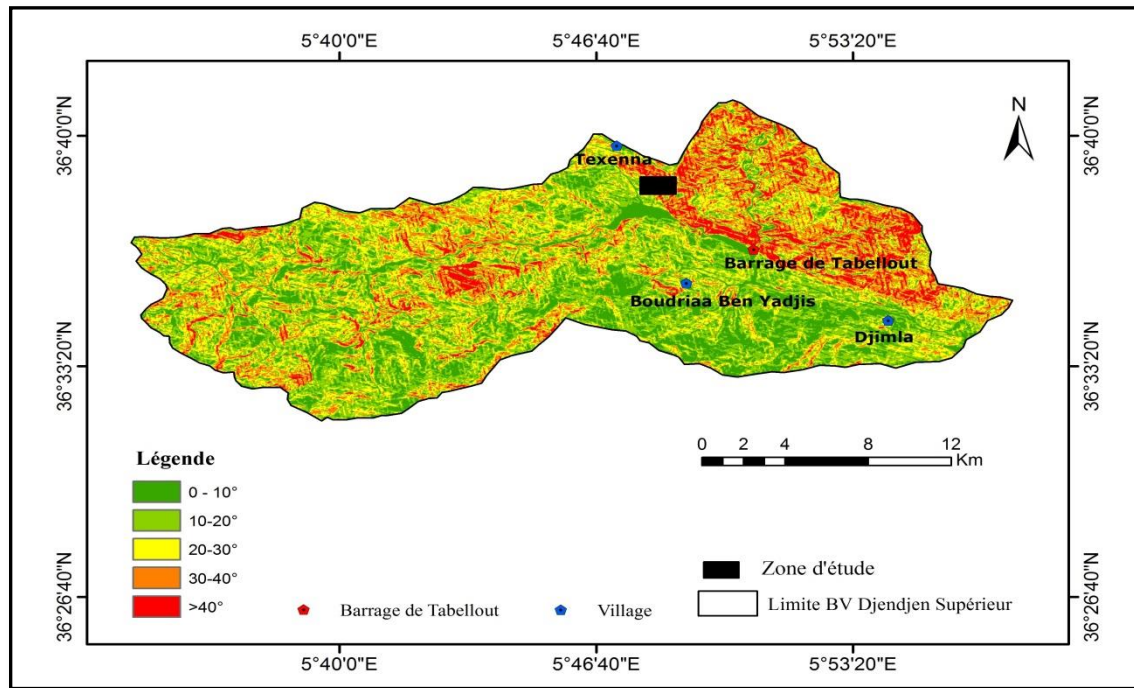 5°40'0"E
5°46'40"E
5°53'20"E
36°40'0"N
36°40'0"N
N
Texenna
Barrage de Tabellout
Boudriaa Ben Yadjis
Djimla
36°33'20"N
36°33'20"N
0 2 4 8 12
Km
Légende
0 - 10°
10-20°
20-30°
30-40°
>40°
Barrage de Tabellout
Village
Zone d'étude
Limite BV Djendjen Supérieur
36°26'40"N
36°26'40"N
5°40'0"E
5°46'40"E
5°53'20"E